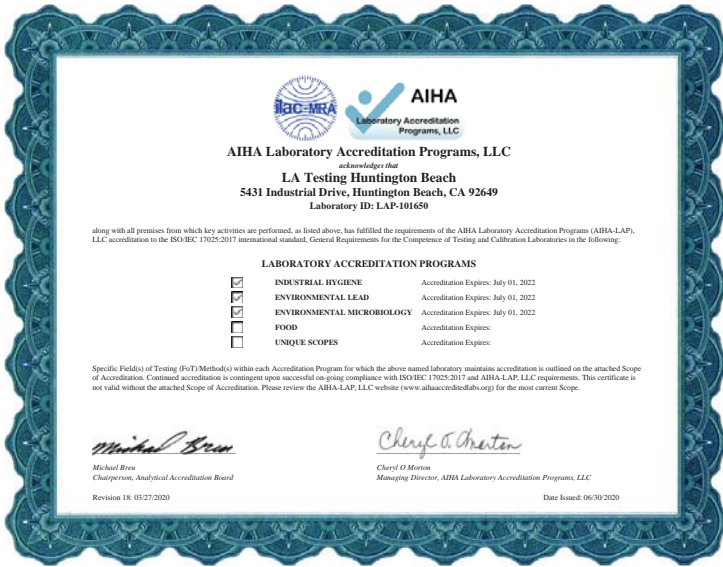 ilac-MRA
AIHA
Laboratory Accreditation
Programs, LLC
AIHA Laboratory Accreditation Programs, LLC
acknowledges that
LA Testing Huntington Beach
5431 Industrial Drive, Huntington Beach, CA 92649
Laboratory ID: LAP-101650
along with all premises from which key activities are performed, as listed above, has fulfilled the requirements of the AIHA Laboratory Accreditation Programs (AIHA-LAP),
LLC accreditation to the ISO/IEC 17025:2017 international standard, General Requirements for the Competence of Testing and Calibration Laboratories in the following:
LABORATORY ACCREDITATION PROGRAMS
INDUSTRIAL HYGIENE Accreditation Expires: July 01, 2022
ENVIRONMENTAL LEAD Accreditation Expires: July 01, 2022
ENVIRONMENTAL MICROBIOLOGY Accreditation Expires: July 01, 2022
FOOD Accreditation Expires:
UNIQUE SCOPES Accreditation Expires:
Specific Field(s) of Testing (FoT)/Method(s) within each Accreditation Program for which the above named laboratory maintains accreditation is outlined on the attached Scope
of Accreditation. Continued accreditation is contingent upon successful on-going compliance with ISO/IEC 17025:2017 and AIHA-LAP, LLC requirements. This certificate is
not valid without the attached Scope of Accreditation. Please review the AIHA-LAP, LLC website (www.aihaaccreditedlabs.org) for the most current Scope.
Michael Breu Cheryl O. Morton
Michael Breu Cheryl O Morton
Chairperson, Analytical Accreditation Board Managing Director, AIHA Laboratory Accreditation Programs, LLC
Revision 18: 03/27/2020 Date Issued: 06/30/2020